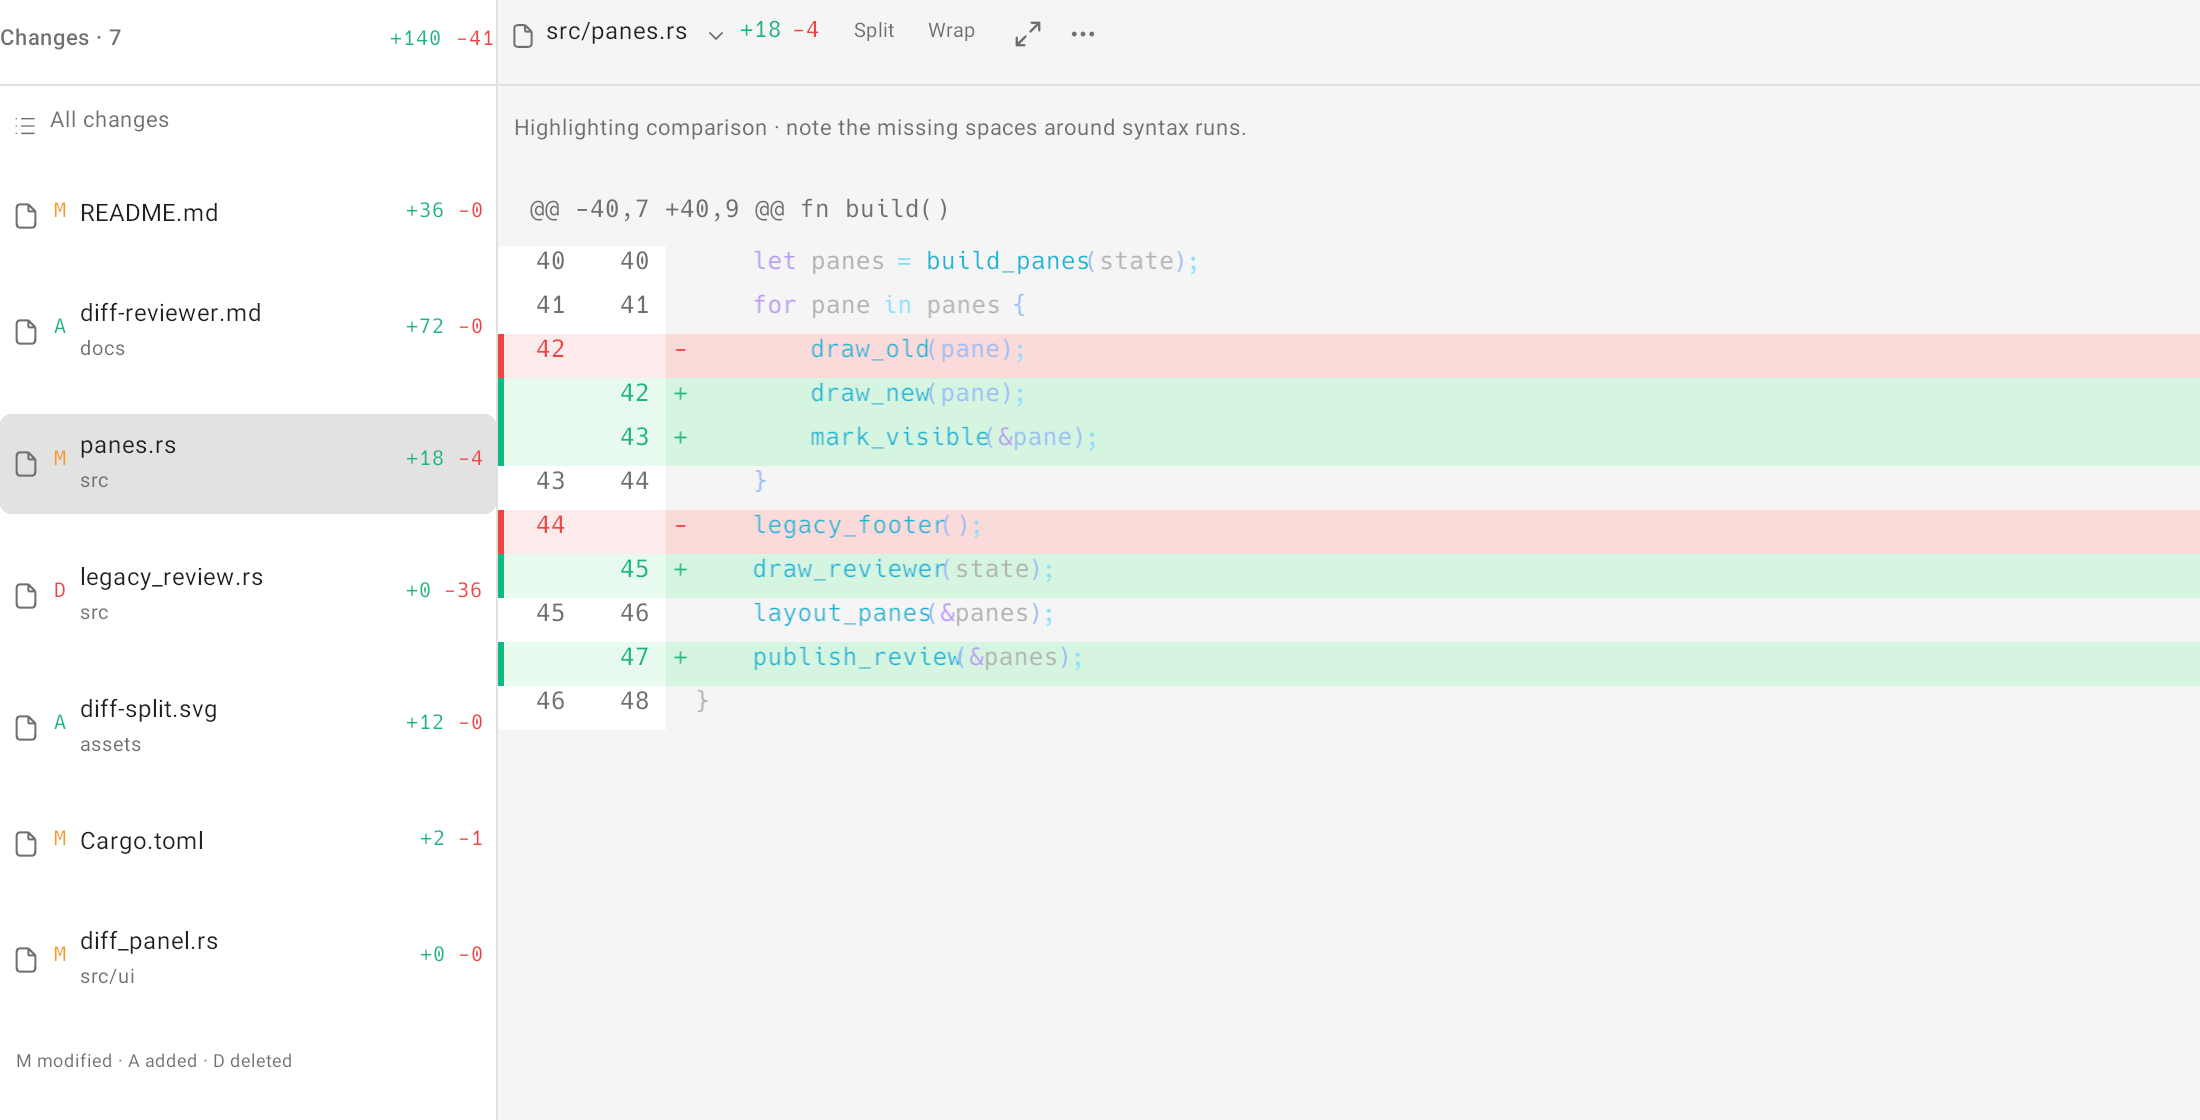 Changes · 7 +140 -41
All changes
M README.md +36 -0
A diff-reviewer.md +72 -0
docs
M panes.rs +18 -4
src
D legacy_review.rs +0 -36
src
A diff-split.svg +12 -0
assets
M Cargo.toml +2 -1
M diff_panel.rs +0 -0
src/ui
M modified · A added · D deleted
src/panes.rs +18 -4 Split Wrap
Highlighting comparison · note the missing spaces around syntax runs.
@@ -40,7 +40,9 @@ fn build()
40 40 let panes = build_panes(state);
41 41 for pane in panes {
42 - draw_old(pane);
42 + draw_new(pane);
43 + mark_visible(&pane);
43 44 }
44 - legacy_footer();
45 + draw_reviewer(state);
45 46 layout_panes(&panes);
47 + publish_review(&panes);
46 48 }